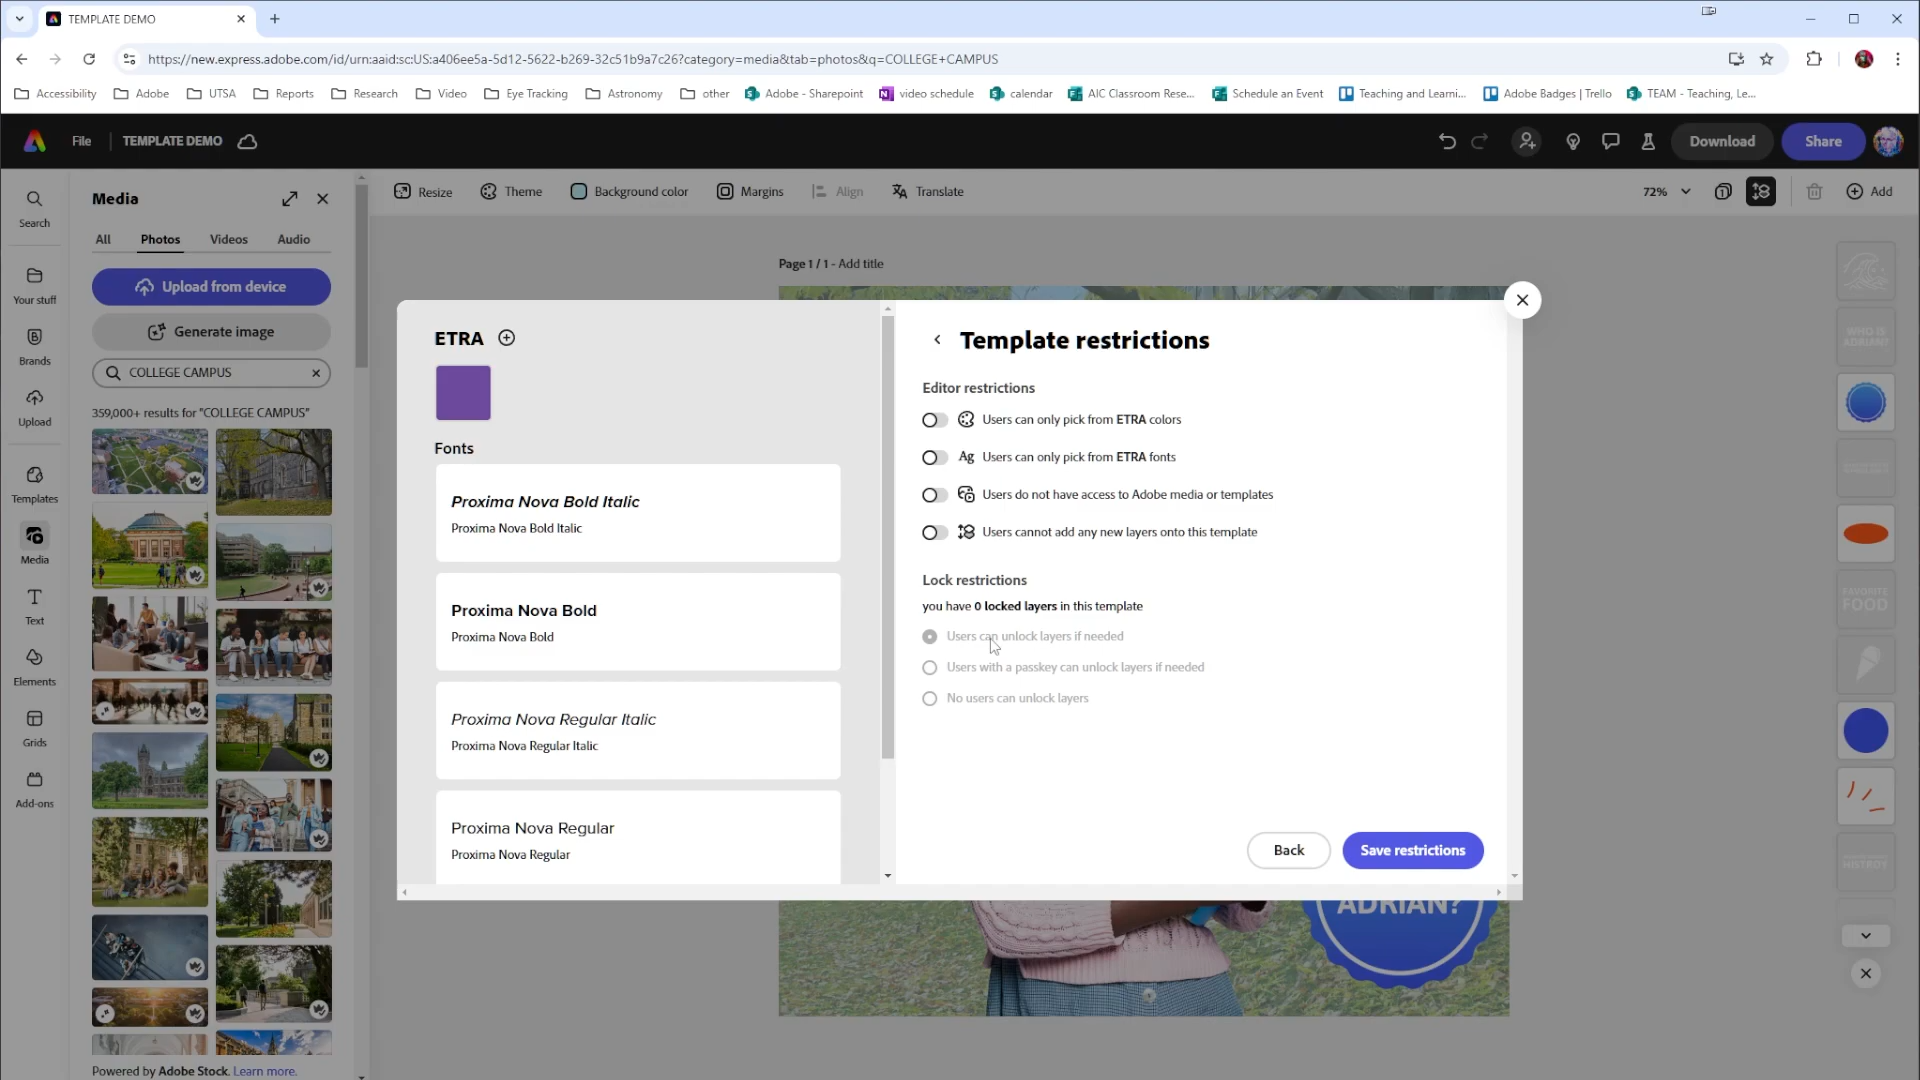 TEMPLATE DEMO
https://new.express.adobe.com/id/urn:aaid:sc:US:a406ee5a-5d12-5622-b269-32c51b9a7c26?category=media&tab=photos&q=COLLEGE+CAMPUS
Accessibility
Adobe
UTSA
Reports
Research
Video
Eye Tracking
Astronomy
other
Adobe - Sharepoint
video schedule
calendar
AIC Classroom Rese...
Schedule an Event
Teaching and Learni...
Adobe Badges | Trello
TEAM - Teaching, Le...
File
TEMPLATE DEMO
Download
Share
Search
Your stuff
Brands
Upload
Templates
Media
Text
Elements
Grids
Add-ons
Media
All
Photos
Videos
Audio
Upload from device
Generate image
COLLEGE CAMPUS
359,000+ results for "COLLEGE CAMPUS"
Powered by Adobe Stock. Learn more.
Resize
Theme
Background color
Margins
Align
Translate
72%
Add
Page 1 / 1 - Add title
ETRA
Fonts
Proxima Nova Bold Italic
Proxima Nova Bold Italic
Proxima Nova Bold
Proxima Nova Bold
Proxima Nova Regular Italic
Proxima Nova Regular Italic
Proxima Nova Regular
Proxima Nova Regular
Template restrictions
Editor restrictions
Users can only pick from ETRA colors
Ag Users can only pick from ETRA fonts
Users do not have access to Adobe media or templates
Users cannot add any new layers onto this template
Lock restrictions
you have 0 locked layers in this template
Users can unlock layers if needed
Users with a passkey can unlock layers if needed
No users can unlock layers
Back
Save restrictions
ADRIAN?
WHO IS
ADRIAN?
FAVORITE
FOOD